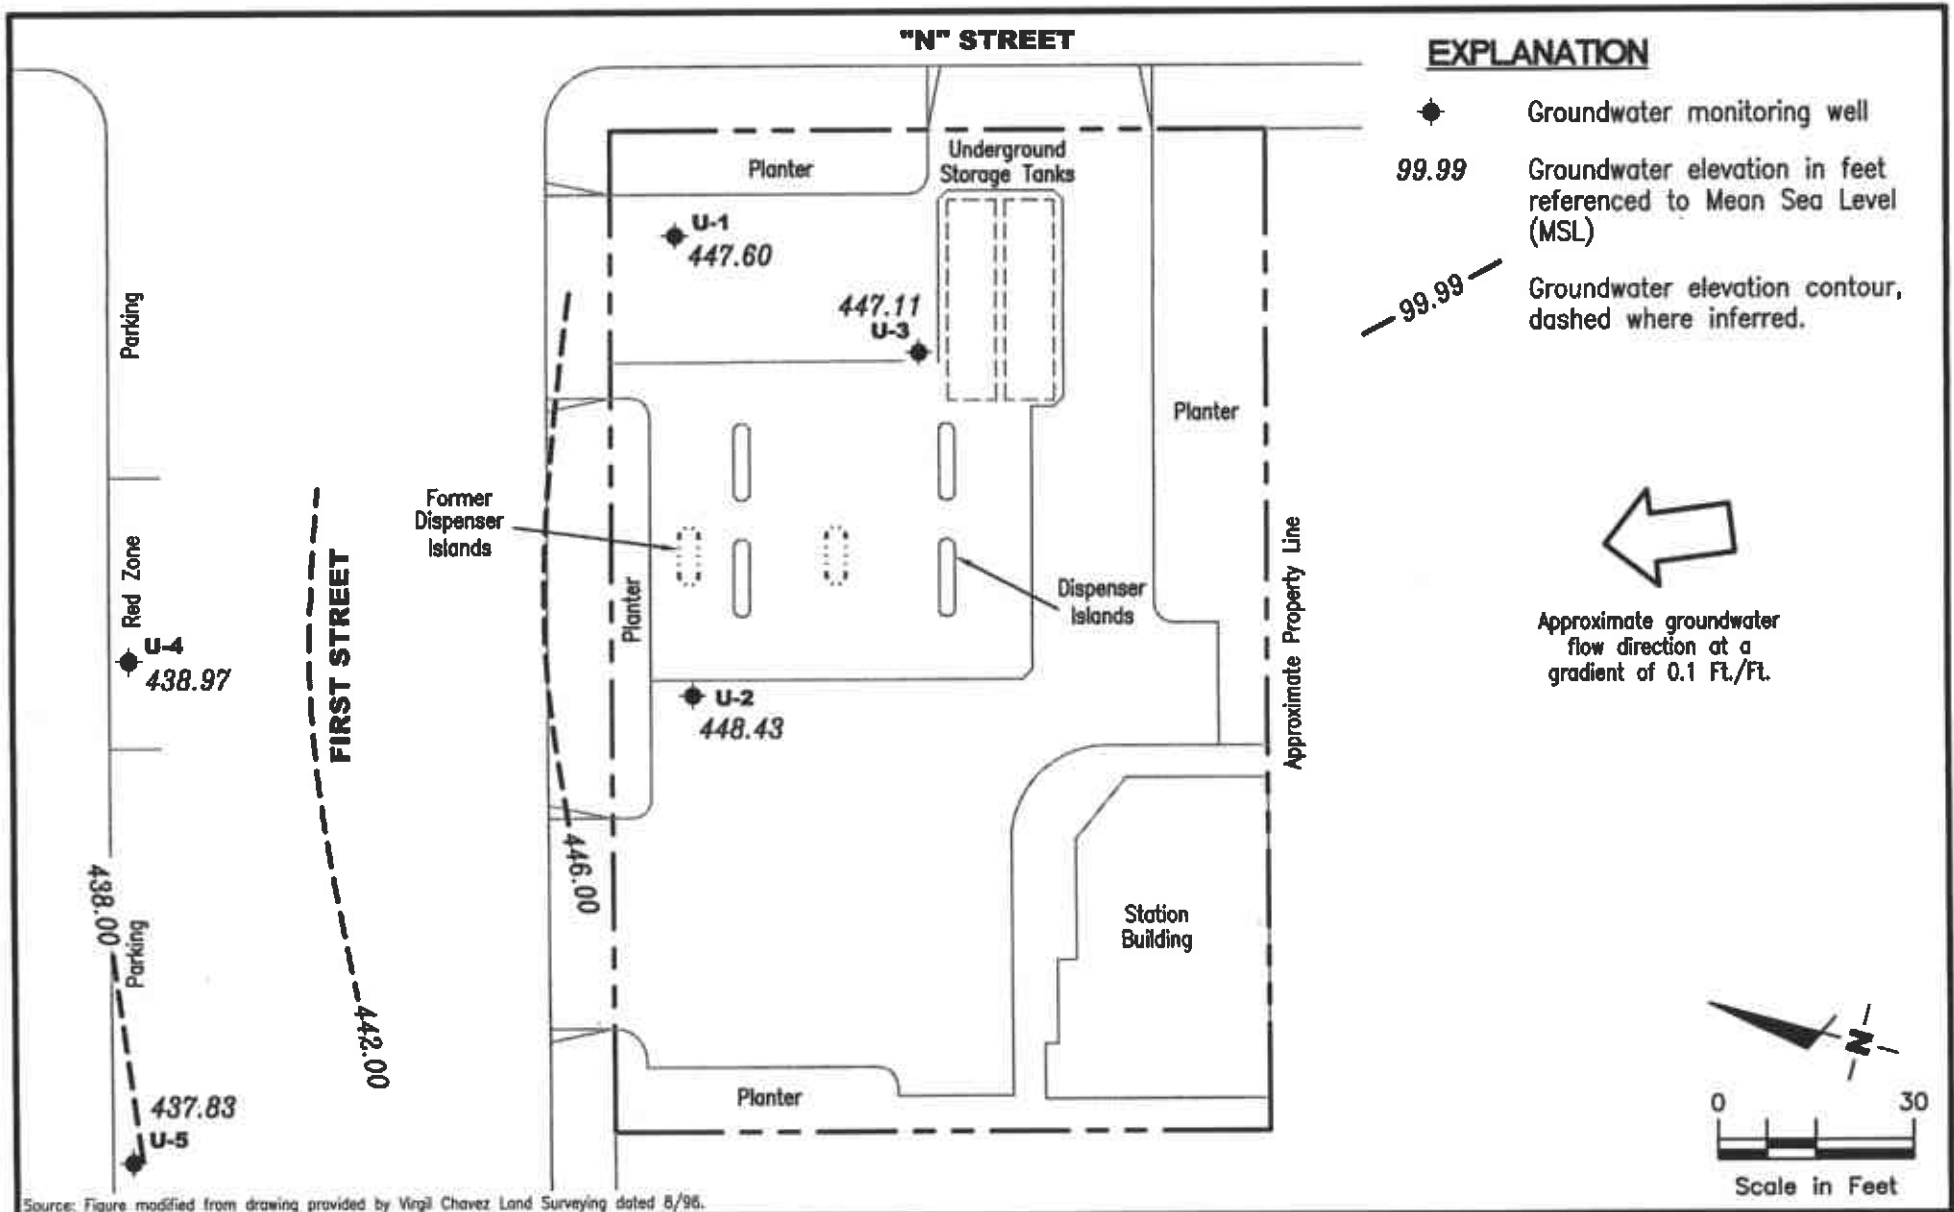 "N" STREET
EXPLANATION
Groundwater monitoring well
99.99
Groundwater elevation in feet
referenced to Mean Sea Level
(MSL)
99.99
Groundwater elevation contour,
dashed where inferred.
Planter
Underground
Storage Tanks
U-1
447.60
447.11
U-3
Parking
Planter
Former
Dispenser
Islands
Red Zone
FIRST STREET
Planter
Dispenser
Islands
Approximate Property Line
Approximate groundwater
flow direction at a
gradient of 0.1 Ft./Ft.
U-4
438.97
U-2
448.43
446.00
438.00
Parking
442.00
Station
Building
437.83
U-5
Planter
N
0 30
Scale in Feet
Source: Figure modified from drawing provided by Virgil Chavez Land Surveying dated 8/96.